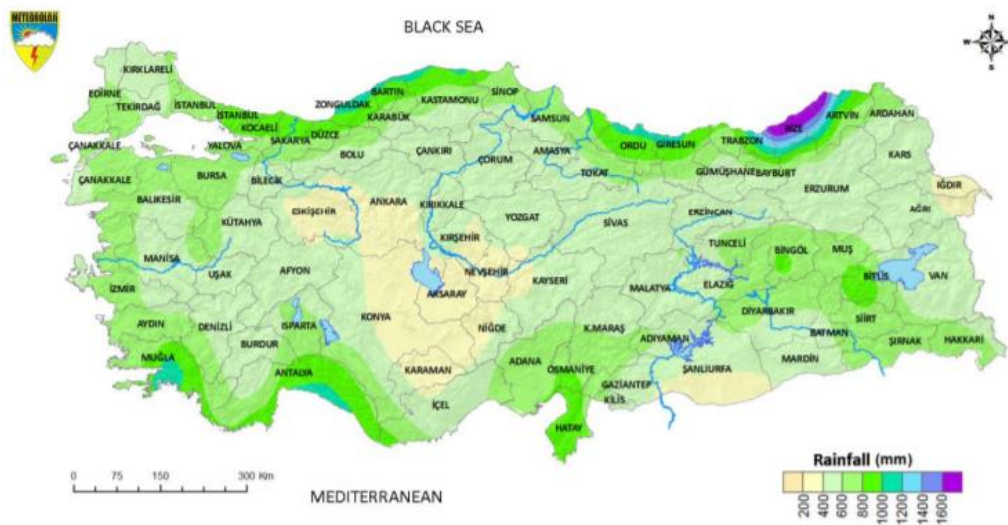 METEOROLOJİ
BLACK SEA
N
W E
S
KIRKLARELİ
EDİRNE
TEKİRDAĞ
İSTANBUL
İSTANBUL
KOCAELİ
YALOVA
SAKARYA
DÜZCE
ZONGULDAK
BARTIN
KARABÜK
KASTAMONU
SİNOP
SAMSUN
ORDU
GİRESUN
TRABZON
RİZE
ARTVİN
ARDAHAN
ÇANAKKALE
ÇANAKKALE
BALIKESİR
BURSA
BİLECİK
BOLU
ÇANKIRI
ÇORUM
AMASYA
TOKAT
GÜMÜŞHANE
BAYBURT
ERZURUM
KARS
IĞDIR
AĞRI
ESKİŞEHİR
ANKARA
KIRIKKALE
YOZGAT
SİVAS
ERZİNCAN
KÜTAHYA
KIRŞEHİR
TUNCELİ
BİNGÖL
MUŞ
MANİSA
UŞAK
AFYON
NEVŞEHİR
KAYSERİ
MALATYA
ELAZIĞ
BİTLİS
VAN
İZMİR
AKSARAY
KONYA
NİĞDE
DİYARBAKIR
SİİRT
AYDIN
DENİZLİ
ISPARTA
BURDUR
K.MARAŞ
ADIYAMAN
BATMAN
ŞIRNAK
HAKKARİ
MUĞLA
ANTALYA
KARAMAN
ADANA
OSMANİYE
GAZİANTEP
ŞANLIURFA
MARDİN
İÇEL
KİLİS
HATAY
0 75 150 300 Km
MEDITERRANEAN
Rainfall (mm)
200 400 600 800 1000 1200 1400 1600